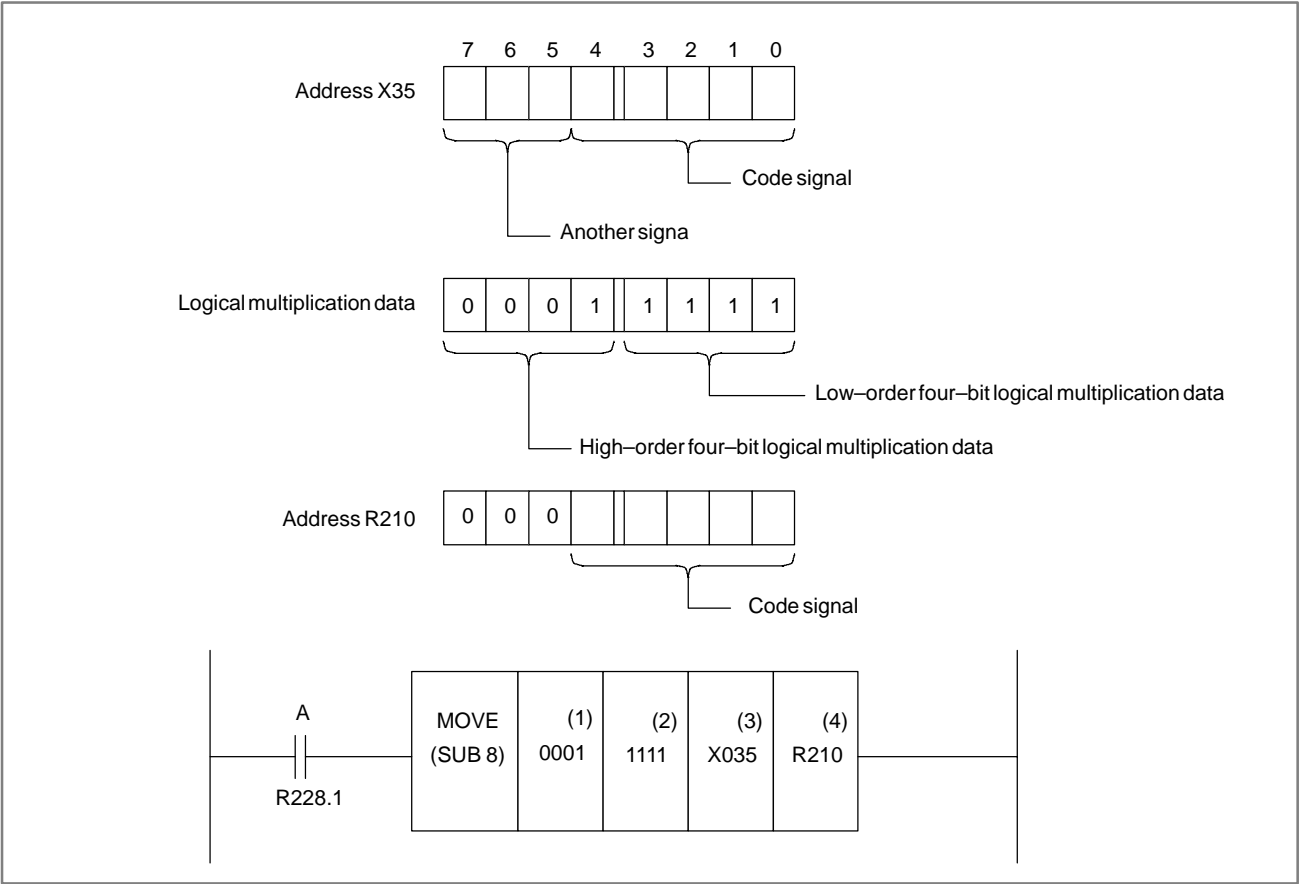 7 6 5 4 3 2 1 0
Address X35
Code signal
Another signa
Logical multiplication data 0 0 0 1 1 1 1 1
Low–order four–bit logical multiplication data
High–order four–bit logical multiplication data
Address R210 0 0 0
Code signal
A MOVE (1) (2) (3) (4)
(SUB 8) 0001 1111 X035 R210
R228.1